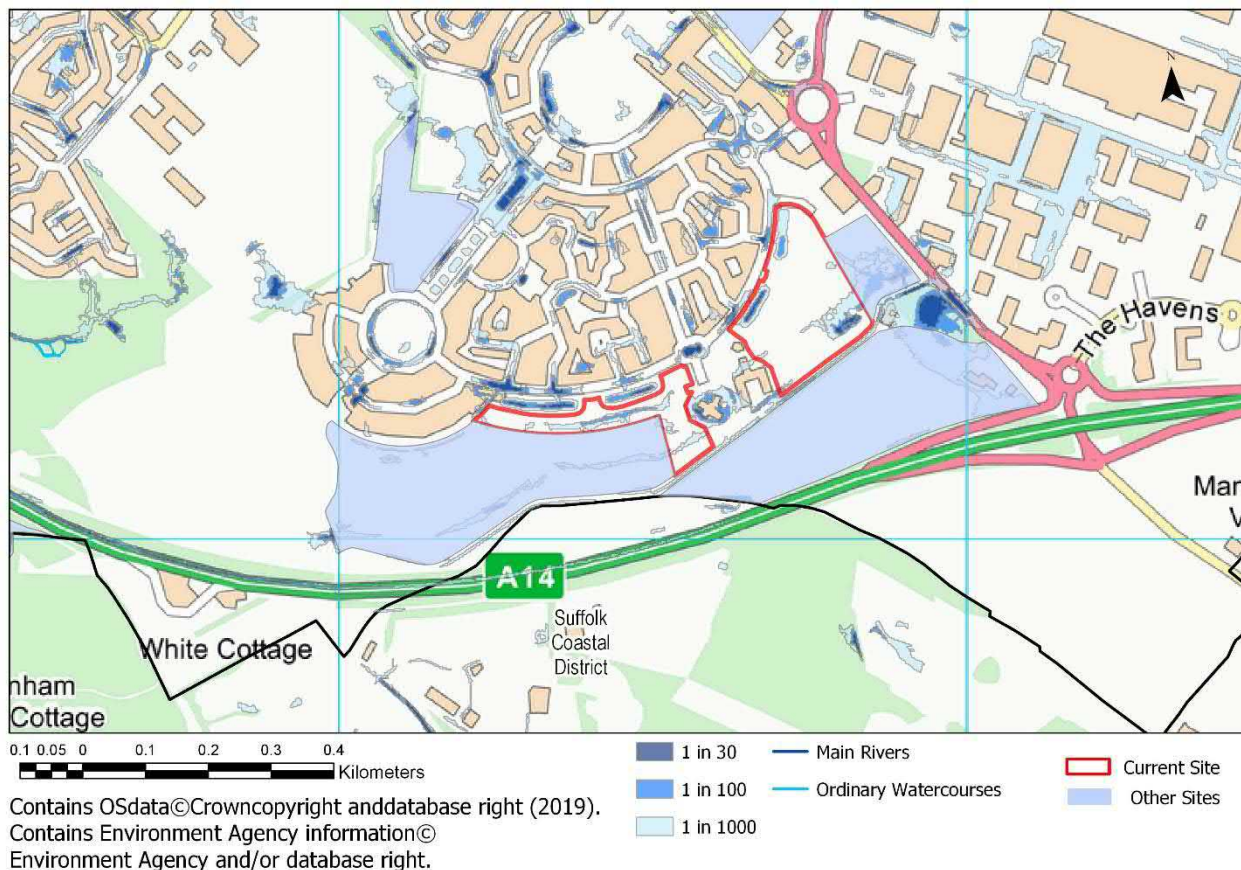 N
The Havens
Mar
V
A14
Suffolk
Coastal
District
White Cottage
nham
Cottage
0.1 0.05 0 0.1 0.2 0.3 0.4
Kilometers
1 in 30
1 in 100
1 in 1000
Main Rivers
Ordinary Watercourses
Current Site
Other Sites
Contains OSdata©Crowncopyright anddatabase right (2019).
Contains Environment Agency information©
Environment Agency and/or database right.